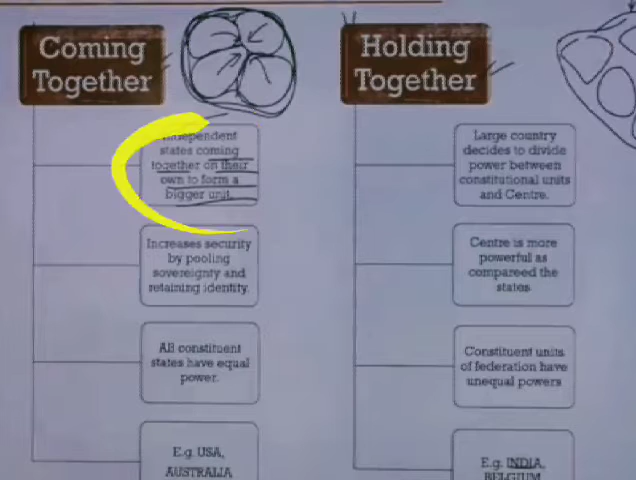 Coming
Together
Independent
states coming
together on their
own to form a
bigger unit.
Increases security
by pooling
sovereignty and
retaining identity.
All constituent
states have equal
power.
E.g. USA,
AUSTRALIA
Holding
Together
Large country
decides to divide
power between
constitutional units
and Centre.
Centre is more
powerful as
compareed the
states
Constituent units
of federation have
unequal powers
E.g. INDIA,
BELGIUM